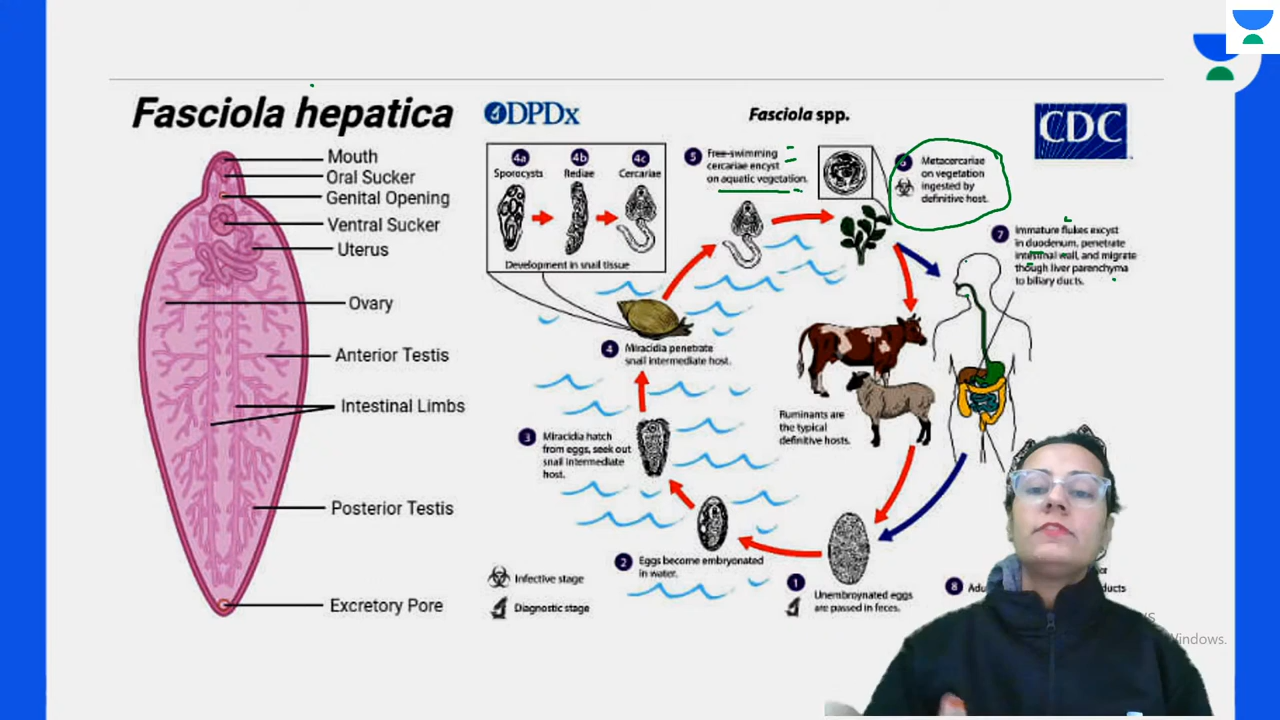 Fasciola hepatica
Mouth
Oral Sucker
Genital Opening
Ventral Sucker
Uterus
Ovary
Anterior Testis
Intestinal Limbs
Posterior Testis
Excretory Pore
DPDx
Fasciola spp.
CDC
4a
4b
4c
Sporocysts
Rediae
Cercariae
Development in snail tissue
5
Free-swimming
cercariae encyst
on aquatic vegetation.
6
Metacercariae
on vegetation
ingested by
definitive host.
7
Immature flukes excyst
in duodenum, penetrate
intestinal wall, and migrate
though liver parenchyma
to biliary ducts.
4
Miracidia penetrate
snail intermediate host.
Ruminants are
the typical
definitive hosts.
3
Miracidia hatch
from eggs, seek out
snail intermediate
host.
2
Eggs become embryonated
in water.
1
Unembroynated eggs
are passed in feces.
8
Infective stage
Diagnostic stage
Windows.